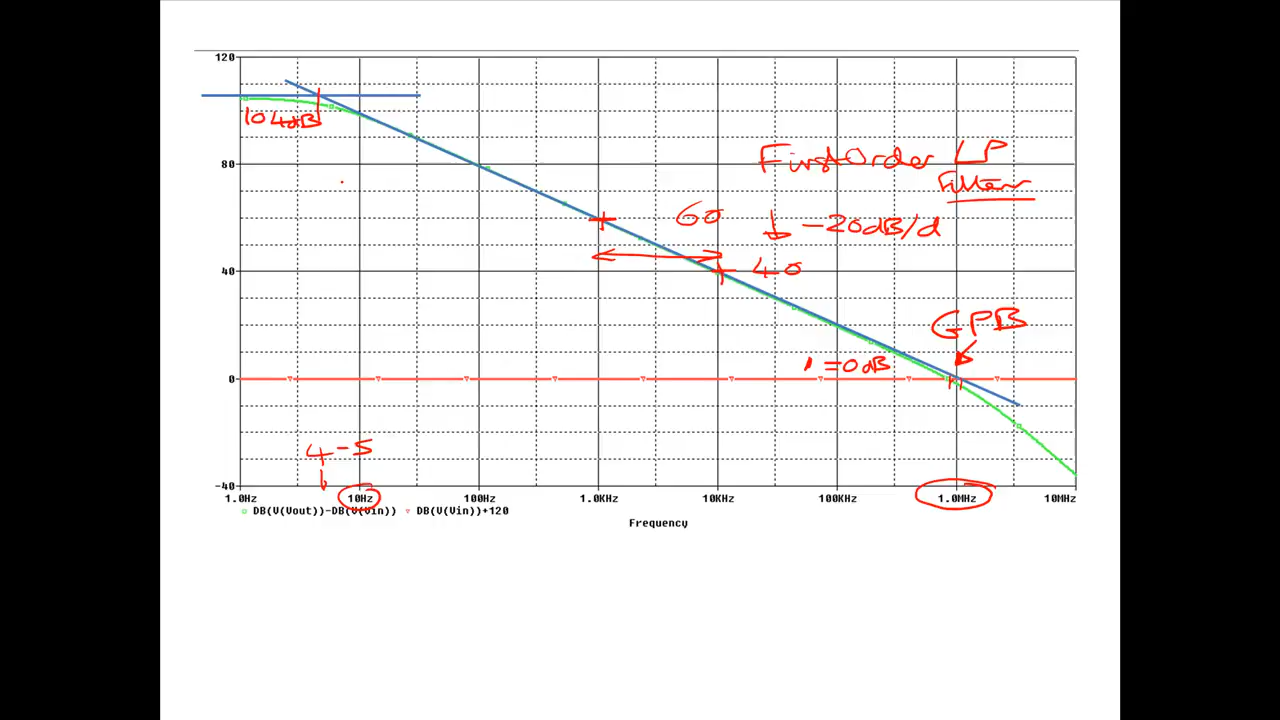 120
104dB
First Order LP
Filter
80
60
-20dB/d
40
40
GPB
1 = 0dB
0
4-5
-40
1.0Hz 10Hz 100Hz 1.0KHz 10KHz 100KHz 1.0MHz 10MHz
DB(V(Vout))-DB(V(Vin)) DB(V(Vin))+120
Frequency